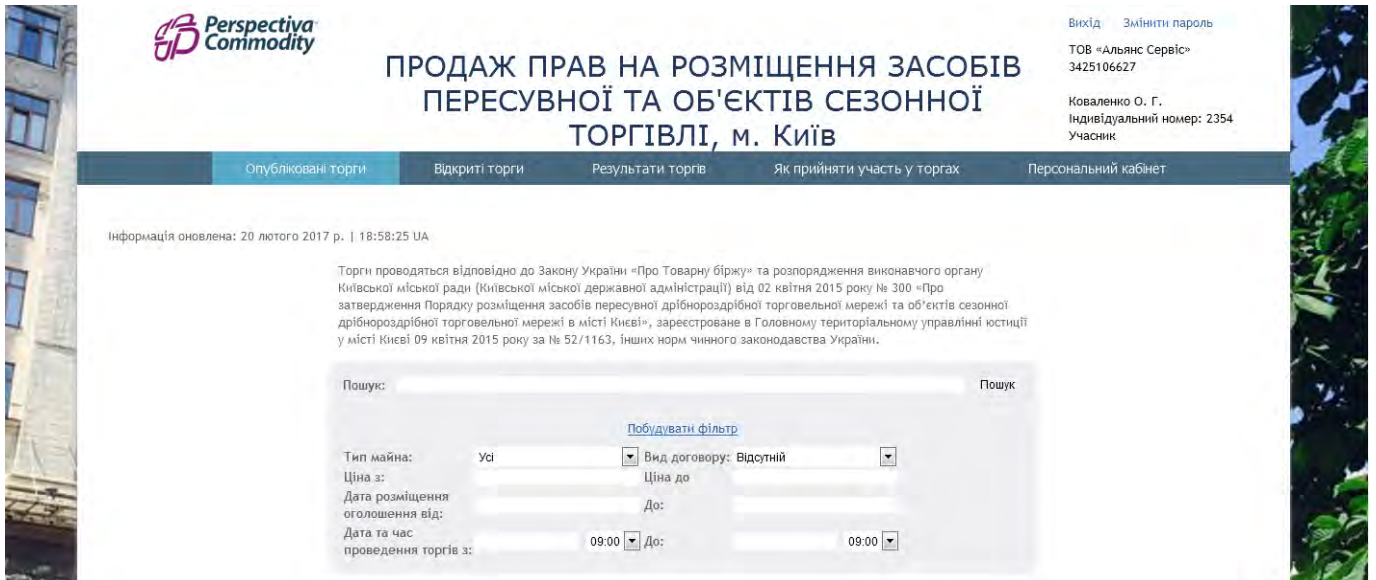 Perspectiva
Commodity
Вихід Змінити пароль
ТОВ «Альянс Сервіс»
3425106627
Коваленко О. Г.
Індивідуальний номер: 2354
Учасник
ПРОДАЖ ПРАВ НА РОЗМІЩЕННЯ ЗАСОБІВ
ПЕРЕСУВНОЇ ТА ОБ'ЄКТІВ СЕЗОННОЇ
ТОРГІВЛІ, м. Київ
Опубліковані торги Відкриті торги Результати торгів Як прийняти участь у торгах Персональний кабінет
Інформація оновлена: 20 лютого 2017 р. | 18:58:25 UA
Торги проводяться відповідно до Закону України «Про Товарну біржу» та розпорядження виконавчого органу
Київської міської ради (Київської міської державної адміністрації) від 02 квітня 2015 року № 300 «Про
затвердження Порядку розміщення засобів пересувної дрібнороздрібної торговельної мережі та об'єктів сезонної
дрібнороздрібної торговельної мережі в місті Києві», зареєстроване в Головному територіальному управлінні юстиції
у місті Києві 09 квітня 2015 року за № 52/1163, інших норм чинного законодавства України.
Пошук: Пошук
Побудувати фільтр
Тип майна: Усі Вид договору: Відсутній
Ціна з: Ціна до
Дата розміщення
оголошення від: До:
Дата та час
проведення торгів з: 09:00 До: 09:00